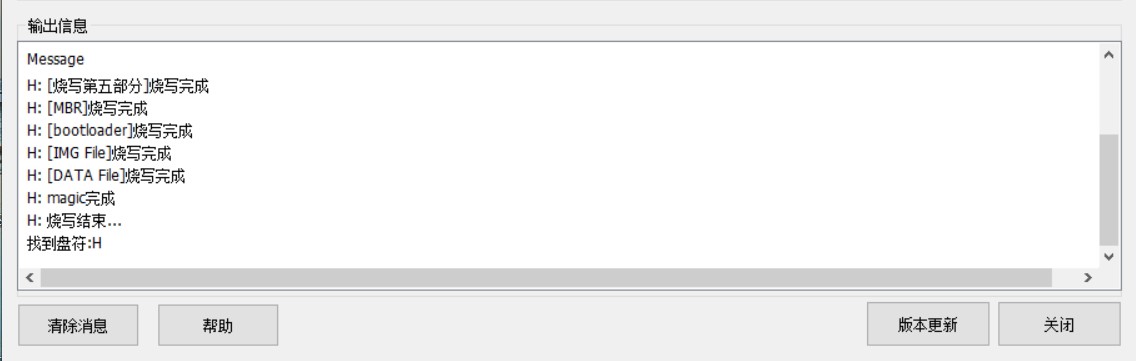 输出信息
Message
H: [烧写第五部分]烧写完成
H: [MBR]烧写完成
H: [bootloader]烧写完成
H: [IMG File]烧写完成
H: [DATA File]烧写完成
H: magic完成
H: 烧写结束...
找到盘符:H
清除消息 帮助 版本更新 关闭